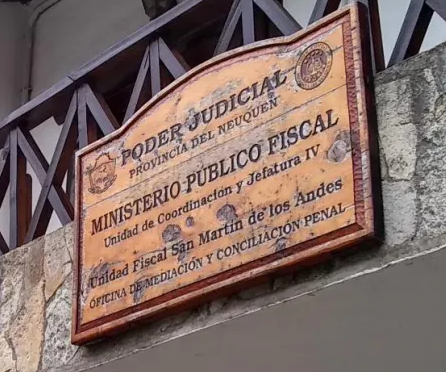 PODER JUDICIAL
PROVINCIA DEL NEUQUÉN
MINISTERIO PUBLICO FISCAL
Unidad de Coordinación y Jefatura IV
Unidad Fiscal San Martín de los Andes
OFICINA DE MEDIACIÓN Y CONCILIACIÓN PENAL